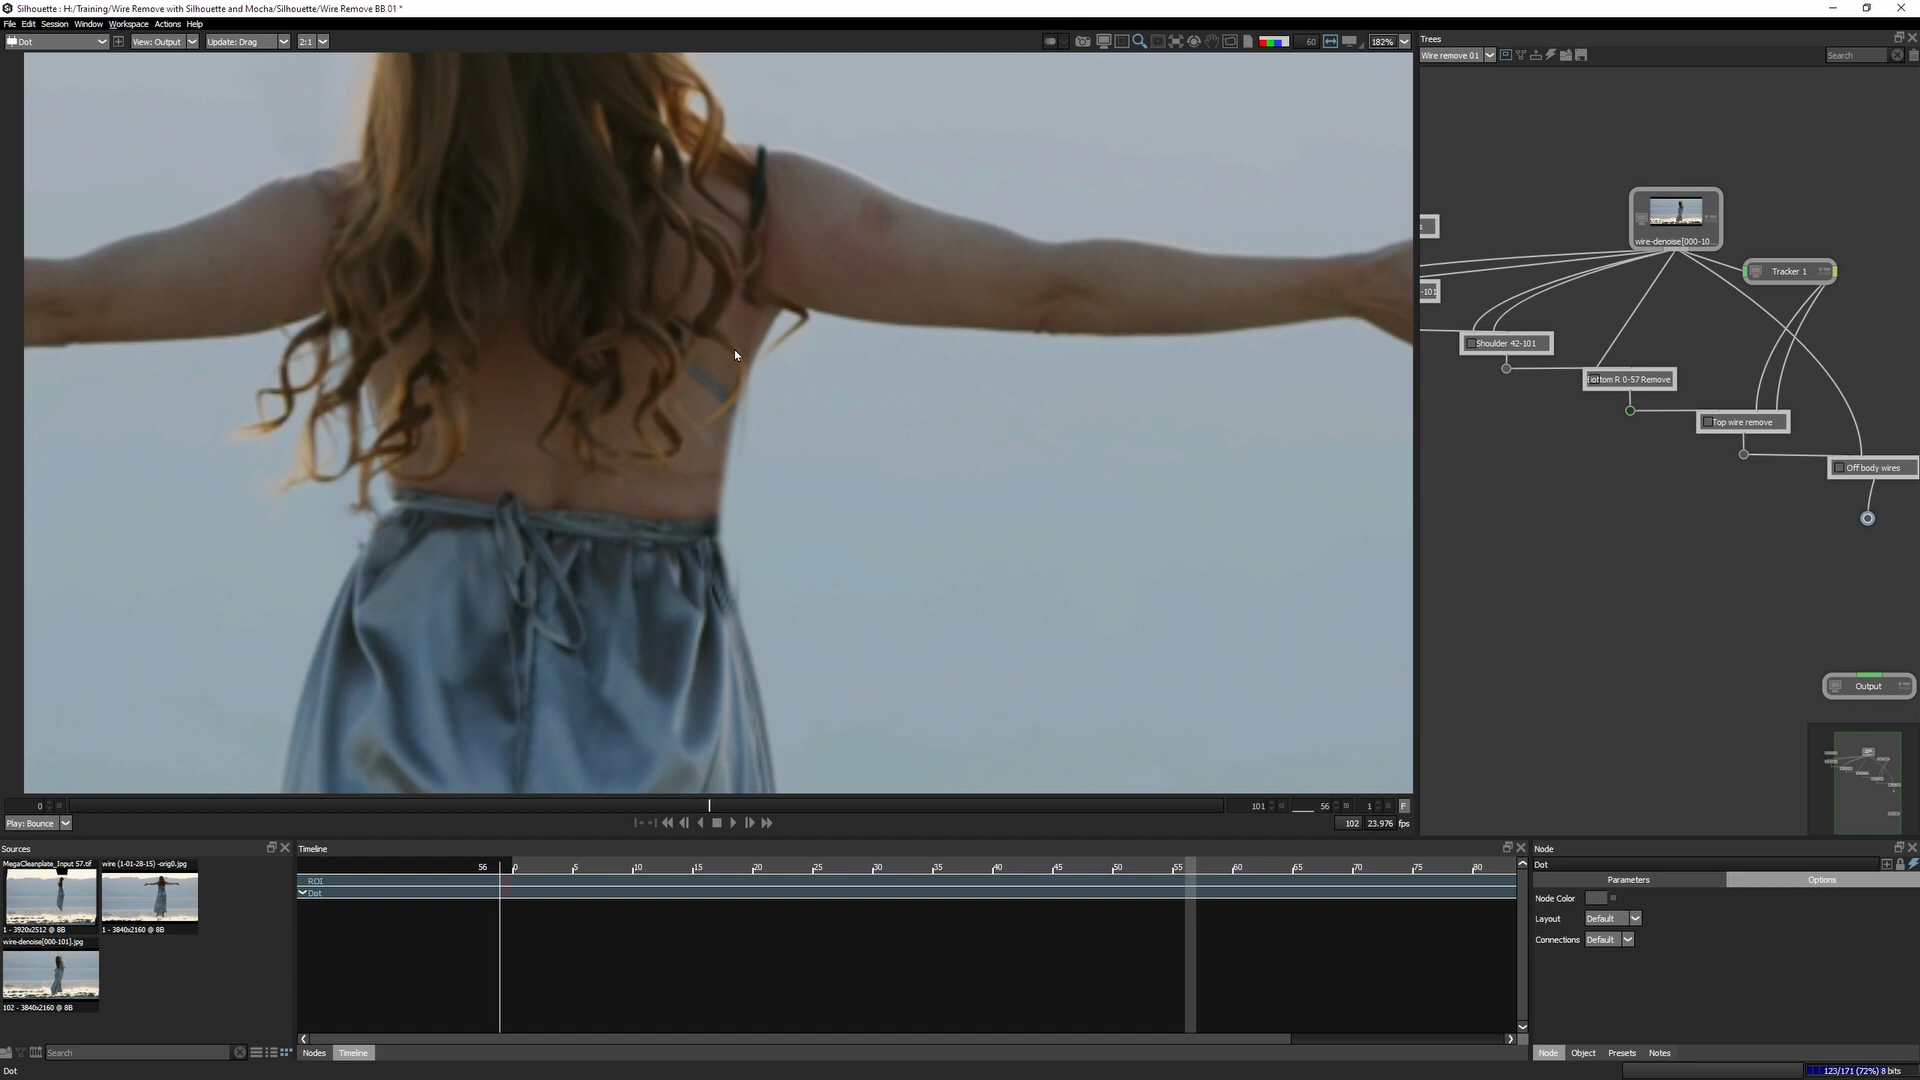 Silhouette : H:/Training/Wire Remove with Silhouette and Mocha/Silhouette/Wire Remove BB 01 *
File Edit Session Window Workspace Actions Help
Dot View: Output Update: Drag 2:1 60 182%
Trees
Wire remove 01 Search
wire-denoise[000-10...
Tracker 1
-101
Shoulder 42-101
Bottom R 0-57 Remove
Top wire remove
Off body wires
Output
0 101 56 1 F
Play: Bounce 102 23.976 fps
Sources
MegaCleanplate_Input 57.tif wire (1-01-28-15) -orig0.jpg
1 - 3920x2512 @ 8B 1 - 3840x2160 @ 8B
wire-denoise[000-101].jpg
102 - 3840x2160 @ 8B
Search
Timeline
56 0 5 10 15 20 25 30 35 40 45 50 55 60 65 70 75 80
ROI
Dot
Nodes Timeline
Node
Dot
Parameters Options
Node Color
Layout Default
Connections Default
Node Object Presets Notes
Dot
123/171 (72%) 8 bits